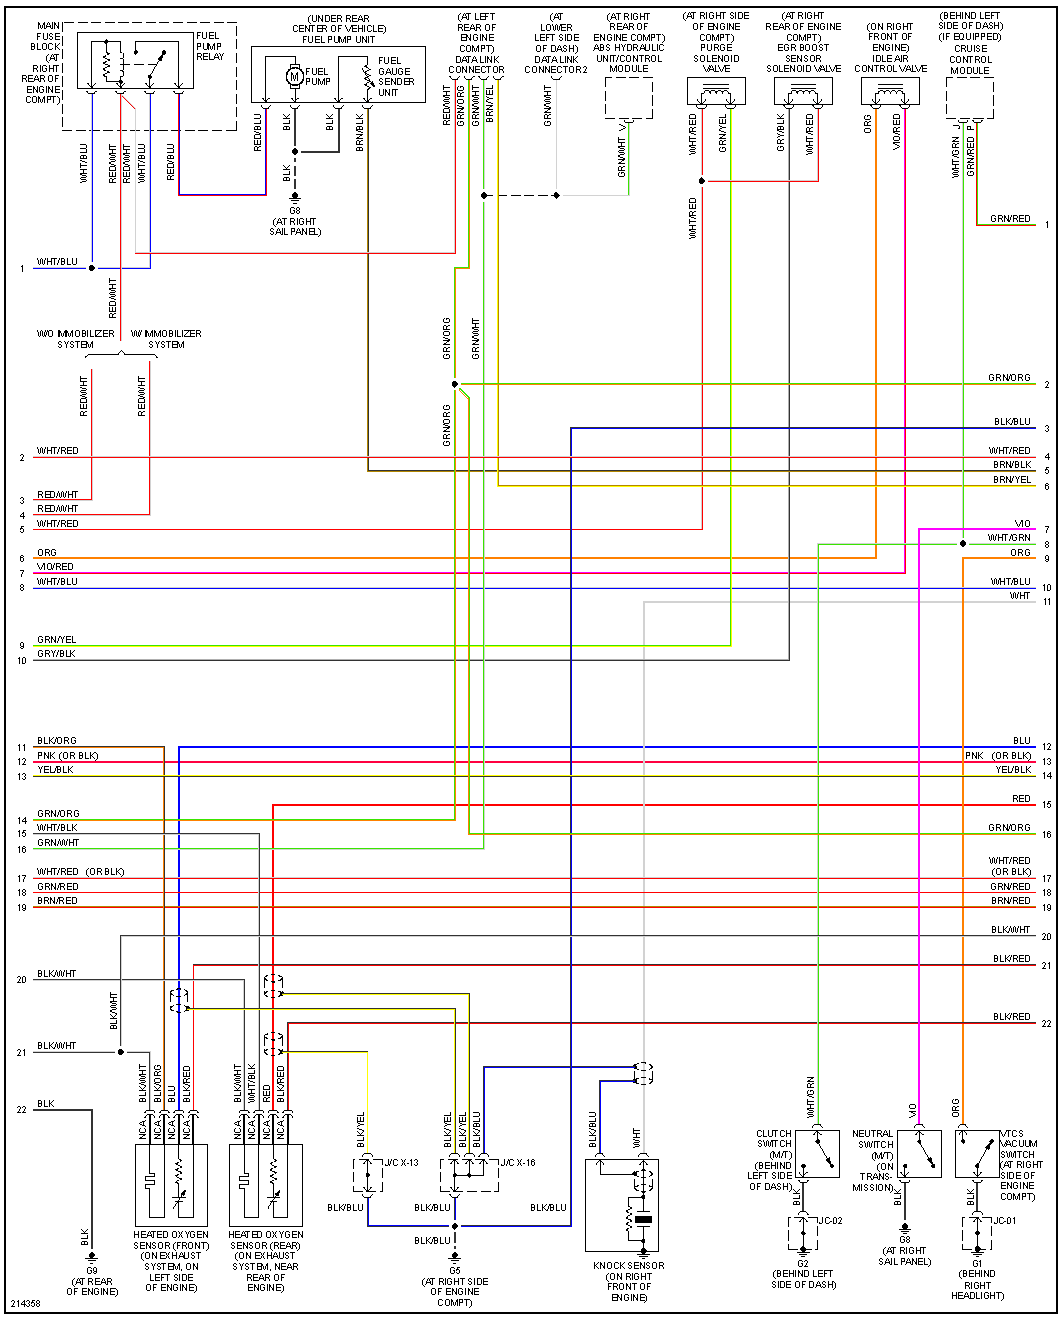 MAIN
FUSE
BLOCK
(AT
RIGHT
REAR OF
ENGINE
COMPT)
FUEL
PUMP
RELAY
(UNDER REAR
CENTER OF VEHICLE)
FUEL PUMP UNIT
M
FUEL
PUMP
FUEL
GAUGE
SENDER
UNIT
(AT LEFT
REAR OF
ENGINE
COMPT)
DATA LINK
CONNECTOR
(AT
LOWER
LEFT SIDE
OF DASH)
DATA LINK
CONNECTOR 2
(AT RIGHT
REAR OF
ENGINE COMPT)
ABS HYDRAULIC
UNIT/CONTROL
MODULE
(AT RIGHT SIDE
OF ENGINE
COMPT)
PURGE
SOLENOID
VALVE
(AT RIGHT
REAR OF ENGINE
COMPT)
EGR BOOST
SENSOR
SOLENOID VALVE
(ON RIGHT
FRONT OF
ENGINE)
IDLE AIR
CONTROL VALVE
(BEHIND LEFT
SIDE OF DASH)
(IF EQUIPPED)
CRUISE
CONTROL
MODULE
WHT/BLU
RED/WHT
RED/WHT
WHT/BLU
RED/BLU
RED/BLU
BLK
BLK
BRN/BLK
BLK
G8
(AT RIGHT
SAIL PANEL)
RED/WHT
GRN/ORG
GRN/WHT
BRN/YEL
GRN/WHT
GRN/WHT V
WHT/RED
GRN/YEL
GRY/BLK
WHT/RED
ORG
VIO/RED
WHT/GRN J
GRN/RED P
WHT/RED
GRN/RED 1
1 WHT/BLU
RED/WHT
W/O IMMOBILIZER
SYSTEM
W/ IMMOBILIZER
SYSTEM
RED/WHT
RED/WHT
GRN/ORG
GRN/WHT
GRN/ORG
GRN/ORG 2
BLK/BLU 3
2 WHT/RED
WHT/RED 4
BRN/BLK 5
BRN/YEL 6
3 RED/WHT
4 RED/WHT
5 WHT/RED
VIO 7
WHT/GRN 8
6 ORG
ORG 9
7 VIO/RED
8 WHT/BLU
WHT/BLU 10
WHT 11
9 GRN/YEL
10 GRY/BLK
11 BLK/ORG
BLU 12
12 PNK (OR BLK)
PNK (OR BLK) 13
13 YEL/BLK
YEL/BLK 14
RED 15
14 GRN/ORG
15 WHT/BLK
GRN/ORG 16
16 GRN/WHT
17 WHT/RED (OR BLK)
WHT/RED
(OR BLK) 17
18 GRN/RED
GRN/RED 18
19 BRN/RED
BRN/RED 19
BLK/WHT 20
BLK/RED 21
20 BLK/WHT
BLK/WHT
BLK/RED 22
21 BLK/WHT
22 BLK
BLK/WHT
BLK/ORG
BLU
BLK/RED
NCA
NCA
NCA
NCA
BLK/WHT
WHT/BLK
RED
BLK/RED
NCA
NCA
NCA
NCA
BLK/YEL
BLK/YEL
BLK/YEL
BLK/BLU
BLK/BLU
WHT
WHT/GRN
VIO
ORG
J/C X-13
J/C X-16
BLK/BLU
BLK/BLU
BLK/BLU
BLK/BLU
CLUTCH
SWITCH
(M/T)
(BEHIND
LEFT SIDE
OF DASH)
NEUTRAL
SWITCH
(M/T)
(ON
TRANS-
MISSION)
VTCS
VACUUM
SWITCH
(AT RIGHT
SIDE OF
ENGINE
COMPT)
BLK
BLK
BLK
JC-02
JC-01
BLK
G9
(AT REAR
OF ENGINE)
HEATED OXYGEN
SENSOR (FRONT)
(ON EXHAUST
SYSTEM, ON
LEFT SIDE
OF ENGINE)
HEATED OXYGEN
SENSOR (REAR)
(ON EXHAUST
SYSTEM, NEAR
REAR OF
ENGINE)
G5
(AT RIGHT SIDE
OF ENGINE
COMPT)
KNOCK SENSOR
(ON RIGHT
FRONT OF
ENGINE)
G2
(BEHIND LEFT
SIDE OF DASH)
G8
(AT RIGHT
SAIL PANEL)
G1
(BEHIND
RIGHT
HEADLIGHT)
214358